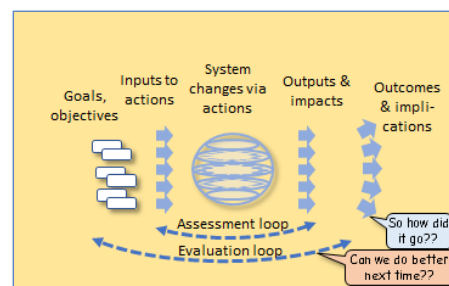 Goals,
objectives
Inputs to
actions
System
changes via
actions
Outputs &
impacts
Outcomes
& impli-
cations
Assessment loop
Evaluation loop
So how did
it go??
Can we do better
next time??